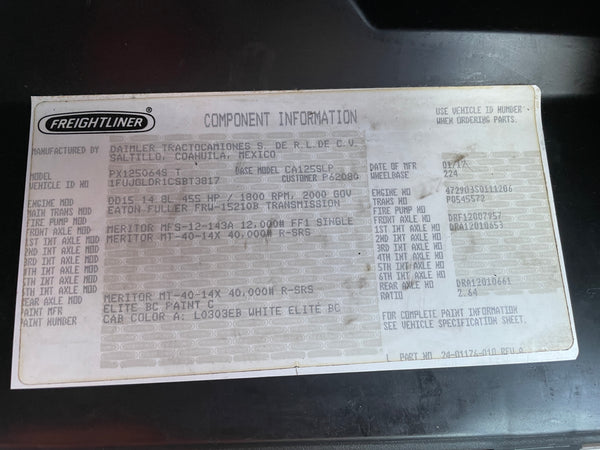 FREIGHTLINER ®
COMPONENT INFORMATION
USE VEHICLE ID NUMBER
WHEN ORDERING PARTS.
MANUFACTURED BY DAIMLER TRACTOCAMIONES S. DE R.L.DE C.V.
SALTILLO, COAHUILA, MEXICO
MODEL PX125064S T BASE MODEL CA125SLP DATE OF MFR 01/12
VEHICLE ID NO CUSTOMER P6208G WHEELBASE 224
ENGINE MOD DD15 14.8L 455 HP / 1800 RPM, 2000 GOV ENGINE NO
MAIN TRANS MOD EATON FULLER FRW-15210B TRANSMISSION TRANS NO
FIRE PUMP MOD FIRE PUMP NO
FRONT AXLE MOD MERITOR MFS-12-143A 12,000# FF1 SINGLE FRONT AXLE NO
1ST INT AXLE MOD MERITOR MT-40-14X 40,000# R-SRS 1ST INT AXLE NO DRA12010653
2ND INT AXLE MOD 2ND INT AXLE NO
3RD INT AXLE MOD 3RD INT AXLE NO
4TH INT AXLE MOD 4TH INT AXLE NO
5TH INT AXLE MOD 5TH INT AXLE NO
6TH INT AXLE MOD 6TH INT AXLE NO
REAR AXLE MOD MERITOR MT-40-14X 40,000# R-SRS REAR AXLE NO DRA12010661
PAINT MFR ELITE BC PAINT C RATIO 2.64
PAINT NUMBER CAB COLOR A: L0303EB WHITE ELITE BC
FOR COMPLETE PAINT INFORMATION
SEE VEHICLE SPECIFICATION SHEET.
PART NO 24-01176-010 REV A